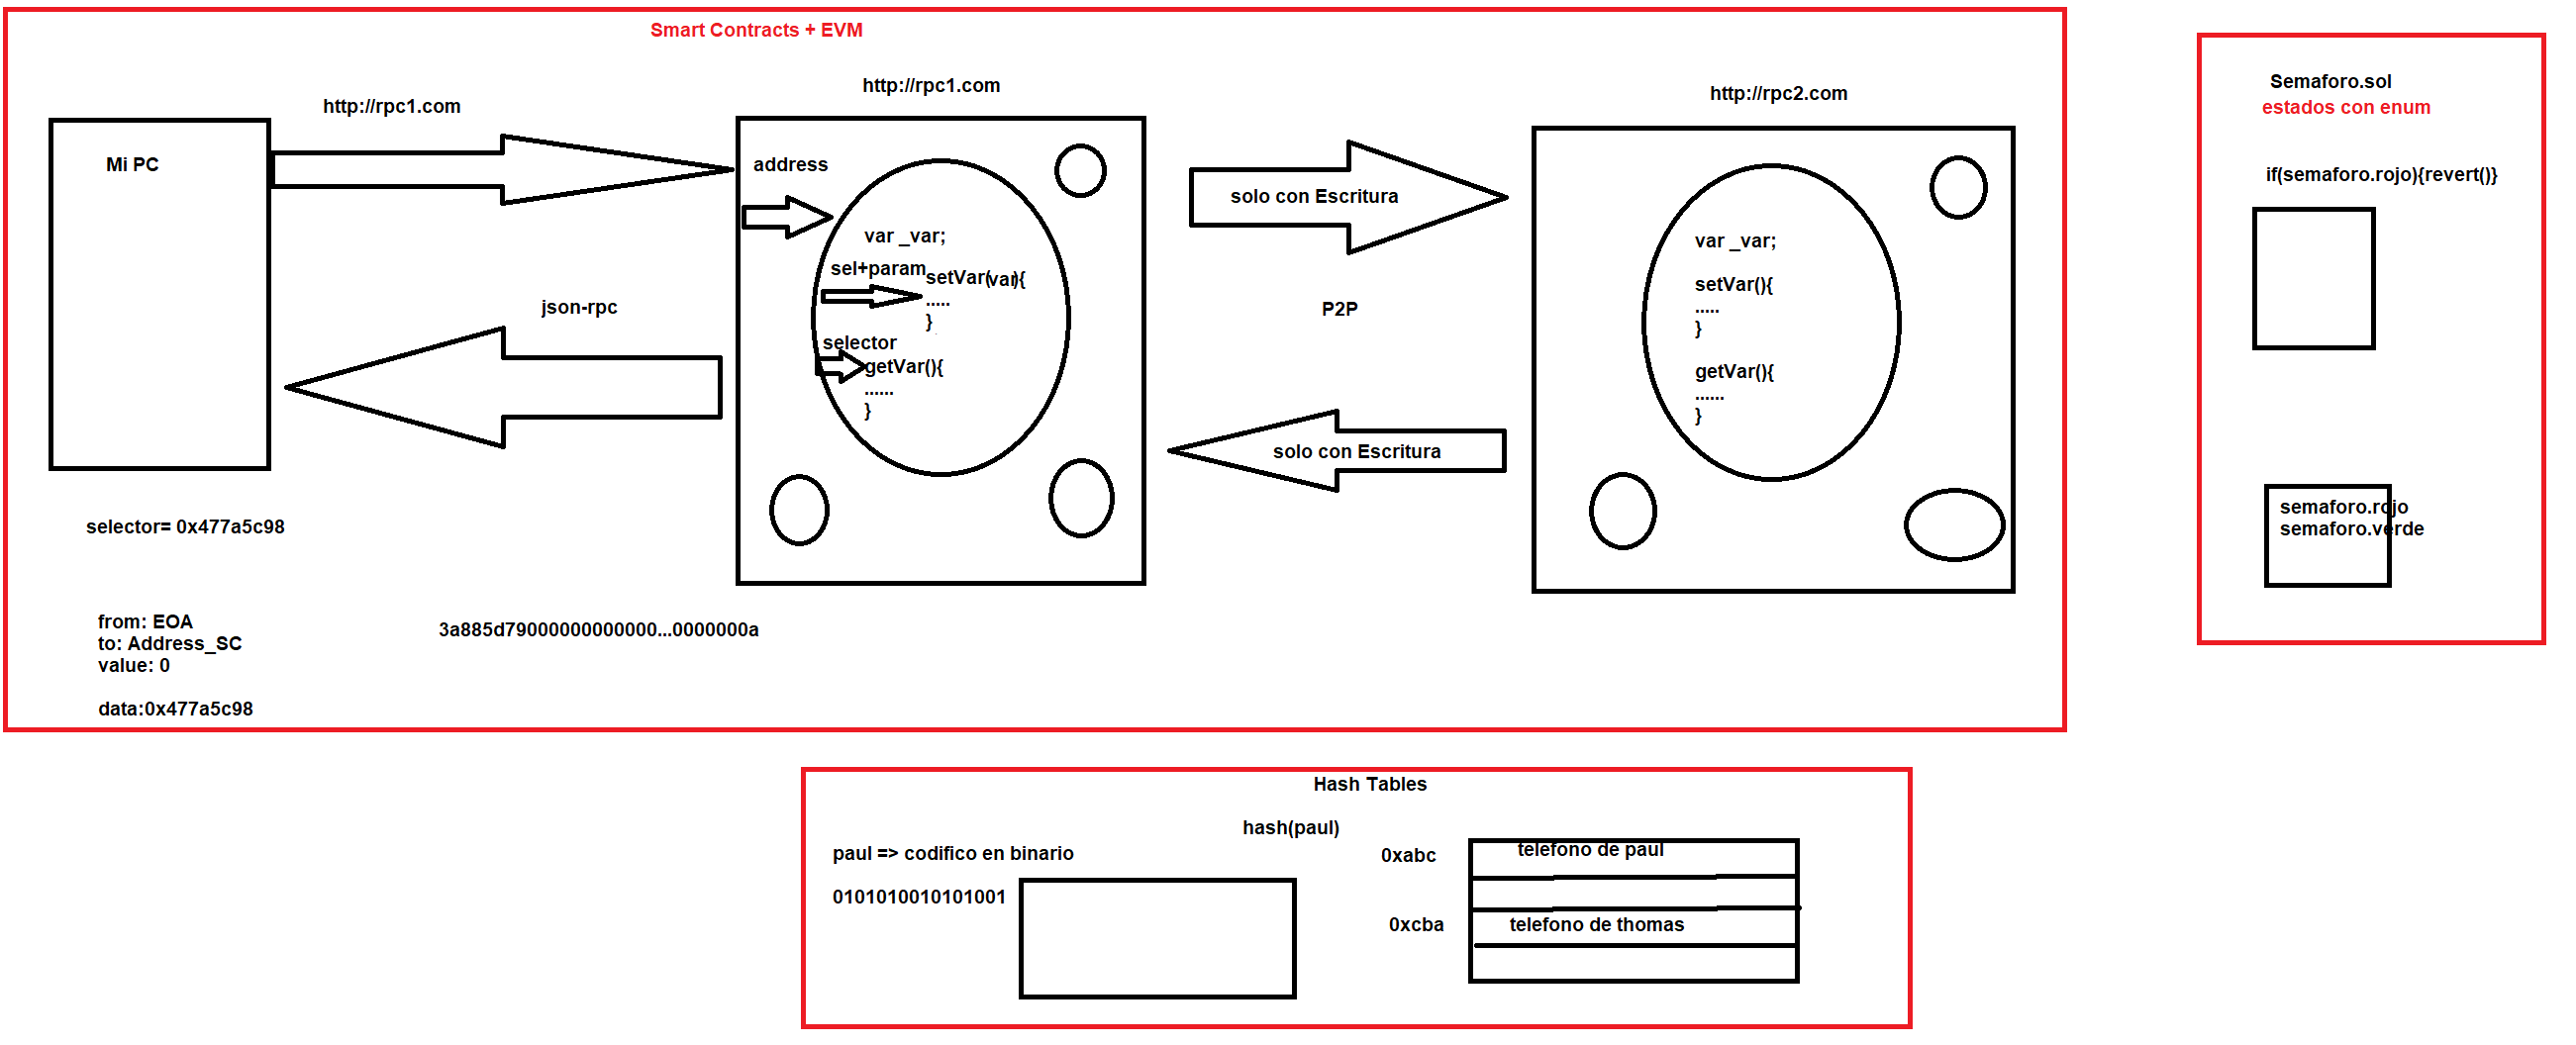 Smart Contracts + EVM
http://rpc1.com
http://rpc1.com
http://rpc2.com
Mi PC
address
var _var;
sel+param
setVar(var){
.....
}
selector
getVar(){
......
}
json-rpc
solo con Escritura
P2P
solo con Escritura
var _var;
setVar(){
.....
}
getVar(){
......
}
selector= 0x477a5c98
from: EOA
to: Address_SC
value: 0
data:0x477a5c98
3a885d79000000000000...0000000a
Semaforo.sol
estados con enum
if(semaforo.rojo){revert()}
semaforo.rojo
semaforo.verde
Hash Tables
hash(paul)
paul => codifico en binario
0101010010101001
0xabc
telefono de paul
0xcba
telefono de thomas